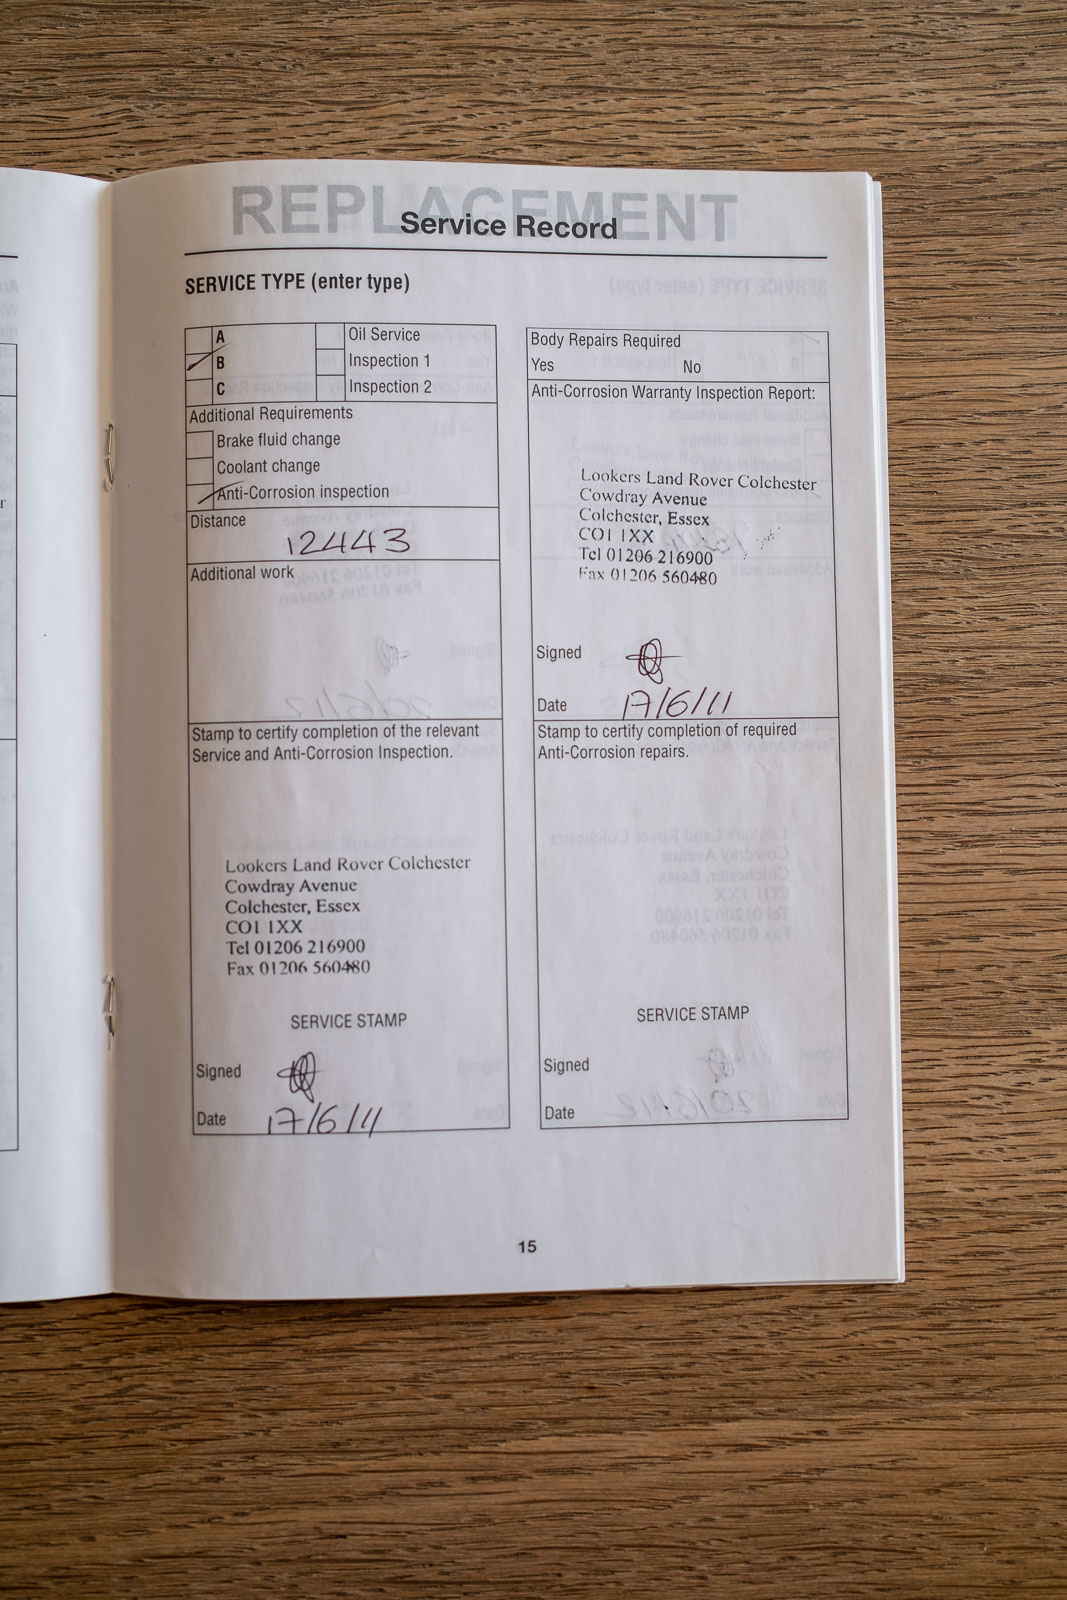 REPLACEMENT
Service Record
SERVICE TYPE (enter type)
A
B
C
Oil Service
Inspection 1
Inspection 2
Additional Requirements
Brake fluid change
Coolant change
Anti-Corrosion inspection
Distance
12443
Additional work
Stamp to certify completion of the relevant
Service and Anti-Corrosion Inspection.
Lookers Land Rover Colchester
Cowdray Avenue
Colchester, Essex
CO1 1XX
Tel 01206 216900
Fax 01206 560480
SERVICE STAMP
Signed
Date 17/6/11
Body Repairs Required
Yes No
Anti-Corrosion Warranty Inspection Report:
Lookers Land Rover Colchester
Cowdray Avenue
Colchester, Essex
CO1 1XX
Tel 01206 216900
Fax 01206 560480
Signed
Date 17/6/11
Stamp to certify completion of required
Anti-Corrosion repairs.
SERVICE STAMP
Signed
Date
15